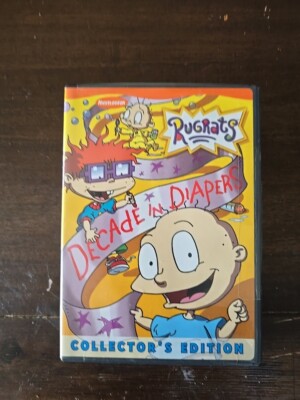 NICKELODEON
RUGRATS
DECADE IN DIAPERS
COLLECTOR'S EDITION